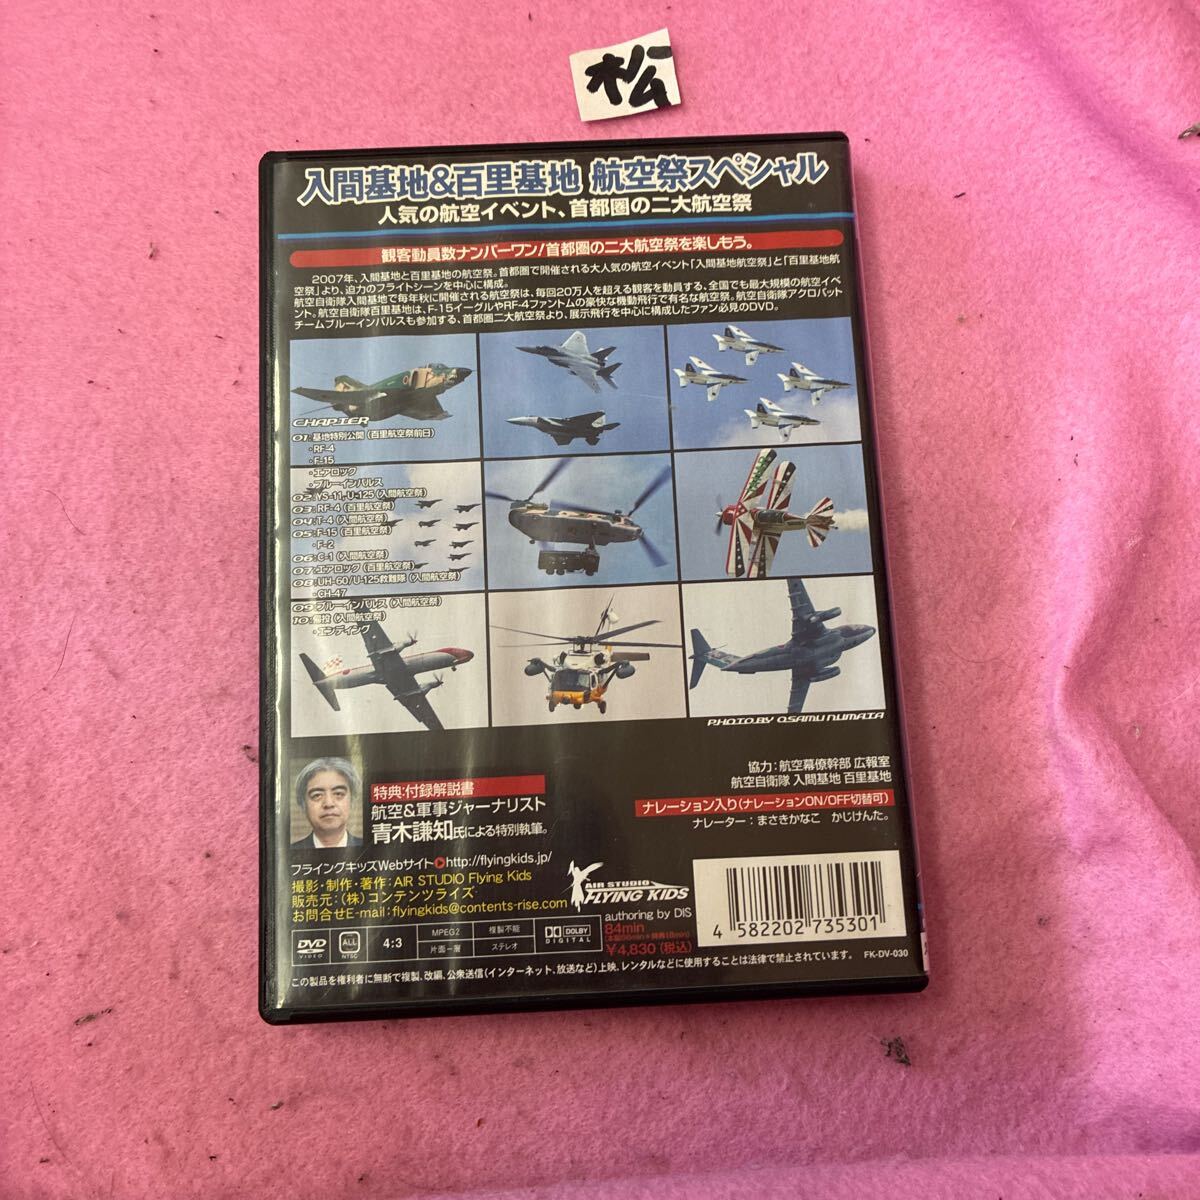 松
入間基地&百里基地 航空祭スペシャル
人気の航空イベント、首都圏の二大航空祭
観客動員数ナンバーワン!首都圏の二大航空祭を楽しもう。
2007年、入間基地と百里基地の航空祭。首都圏で開催される大人気の航空イベント「入間基地航空祭」と「百里基地航
空祭」より、迫力のフライトシーンを中心に構成。
航空自衛隊入間基地で毎年秋に開催される航空祭は、毎回20万人を超える観客を動員する、全国でも最大規模の航空イベ
ント。航空自衛隊百里基地は、F-15イーグルやRF-4ファントムの豪快な機動飛行で有名な航空祭。航空自衛隊アクロバット
チームブルーインパルスも参加する、首都圏二大航空祭より、展示飛行を中心に構成したファン必見のDVD。
CHAPTER
01:基地特別公開(百里航空祭前日)
・RF-4
・F-15
・エアロック
・ブルーインパルス
02:YS-11,U-125(入間航空祭)
03:RF-4(百里航空祭)
04:T-4(入間航空祭)
05:F-15(百里航空祭)
・F-2
06:C-1(入間航空祭)
07:エアロック(百里航空祭)
08:UH-60/U-125救難隊(入間航空祭)
・CH-47
09:ブルーインパルス(入間航空祭)
10:帰投(入間航空祭)
・エンディング
PHOTO BY OSAMU NUMATA
特典:付録解説書
航空&軍事ジャーナリスト
青木謙知氏による特別執筆。
協力:航空幕僚幹部 広報室
航空自衛隊 入間基地 百里基地
ナレーション入り(ナレーションON/OFF切替可)
ナレーター:まさきかなこ かじけんた。
フライングキッズWebサイトhttp://flyingkids.jp/
撮影・制作・著作:AIR STUDIO Flying Kids
販売元:(株)コンテンツライズ
お問合せE-mail:flyingkids@contents-rise.com
AIR STUDIO
FLYING KIDS
authoring by DIS
84min
(本編66min+特典18min)
¥4,830(税込)
DVD
VIDEO
ALL
NTSC
4:3
MPEG2
複製不能
片面一層
ステレオ
DOLBY
DIGITAL
4 582202 735301
この製品を権利者に無断で複製、改編、公衆送信(インターネット、放送など)上映、レンタルなどに使用することは法律で禁止されています。
FK-DV-030